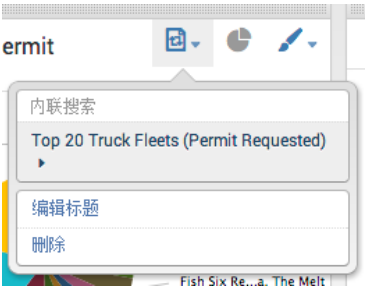 ermit
内联搜索
Top 20 Truck Fleets (Permit Requested)
编辑标题
删除
Fish Six Re...a, The Melt